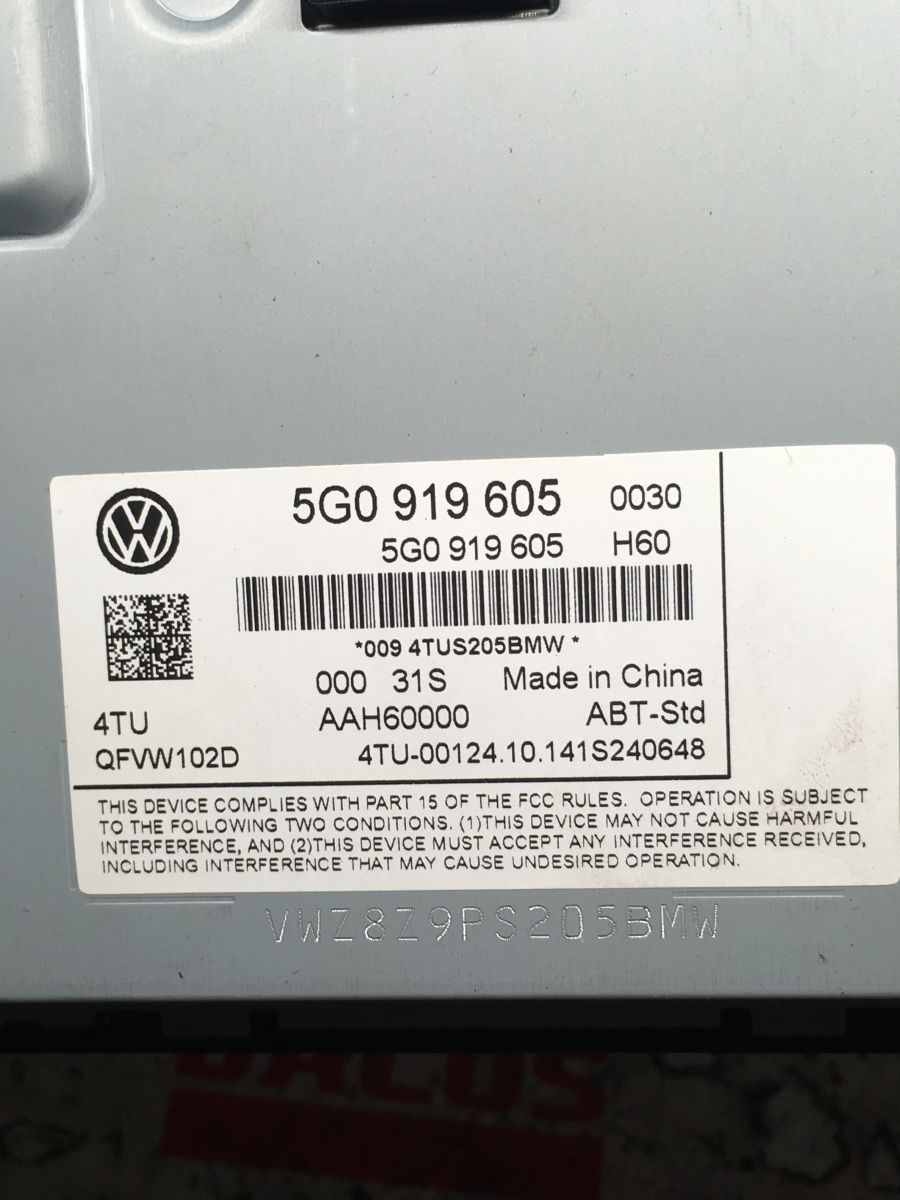 5G0 919 605 0030
5G0 919 605 H60
*009 4TUS205BMW *
000 31S Made in China
4TU AAH60000 ABT-Std
QFVW102D 4TU-00124.10.141S240648
THIS DEVICE COMPLIES WITH PART 15 OF THE FCC RULES. OPERATION IS SUBJECT
TO THE FOLLOWING TWO CONDITIONS. (1)THIS DEVICE MAY NOT CAUSE HARMFUL
INTERFERENCE, AND (2)THIS DEVICE MUST ACCEPT ANY INTERFERENCE RECEIVED,
INCLUDING INTERFERENCE THAT MAY CAUSE UNDESIRED OPERATION.
VWZ8Z9PS205BMW